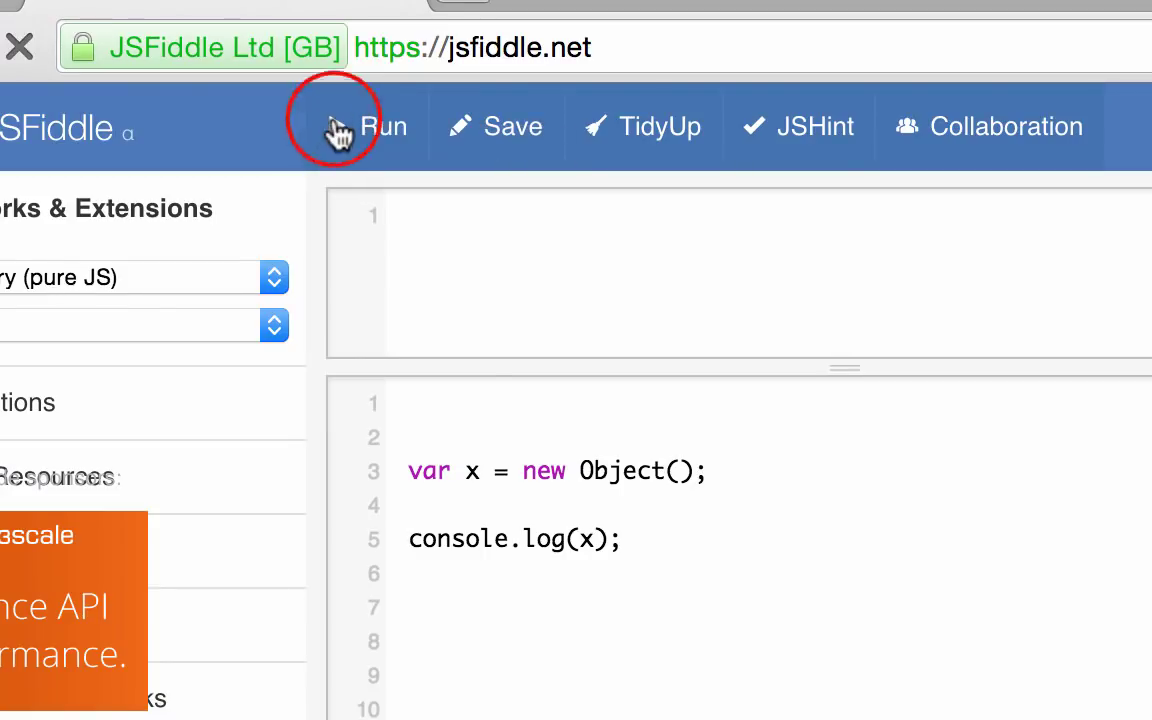 JSFiddle Ltd [GB] https://jsfiddle.net
SFiddle α
Run Save TidyUp JSHint Collaboration
rks & Extensions
ry (pure JS)
tions
Resources
sponsors:
3scale
nce API
rmance.
ks
1
1
2
3 var x = new Object();
4
5 console.log(x);
6
7
8
9
10